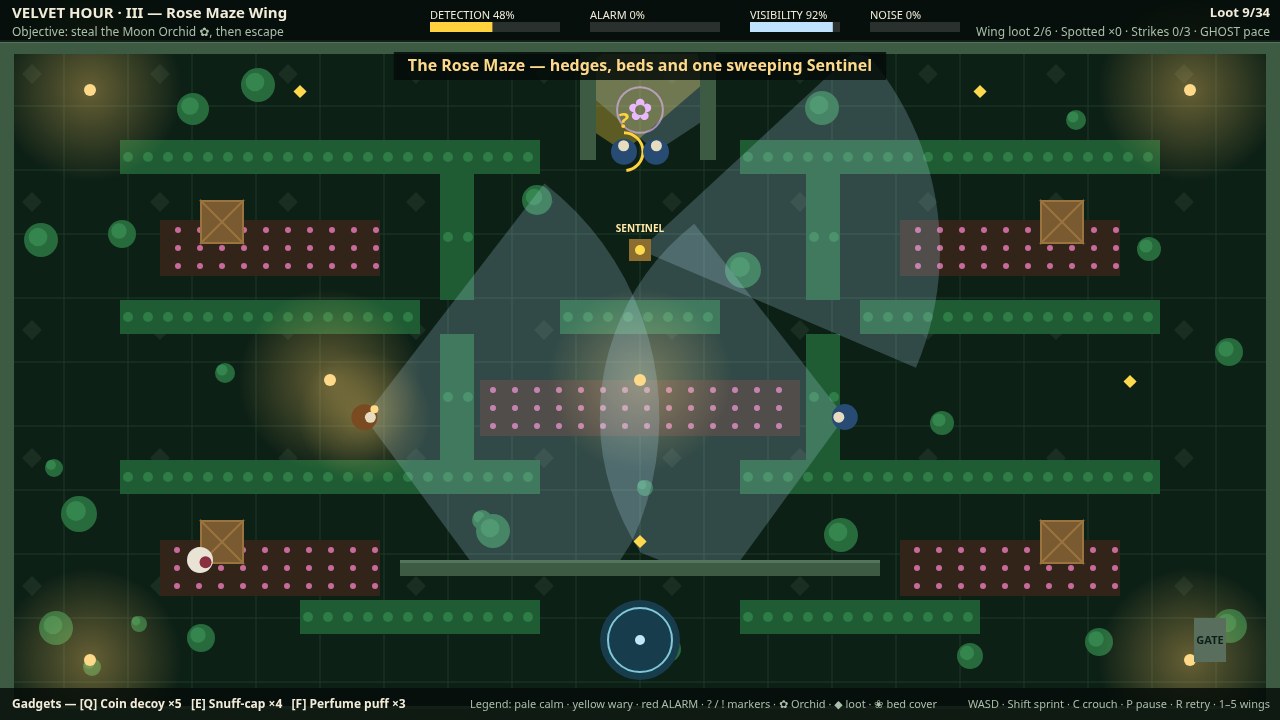 VELVET HOUR · III — Rose Maze Wing
Objective: steal the Moon Orchid ✿, then escape
DETECTION 48%
ALARM 0%
VISIBILITY 92%
NOISE 0%
Loot 9/34
Wing loot 2/6 · Spotted ×0 · Strikes 0/3 · GHOST pace
The Rose Maze — hedges, beds and one sweeping Sentinel
?
SENTINEL
GATE
Gadgets — [Q] Coin decoy ×5 [E] Snuff-cap ×4 [F] Perfume puff ×3
Legend: pale calm · yellow wary · red ALARM · ? / ! markers · ✿ Orchid · ◆ loot · ❀ bed cover
WASD · Shift sprint · C crouch · P pause · R retry · 1–5 wings